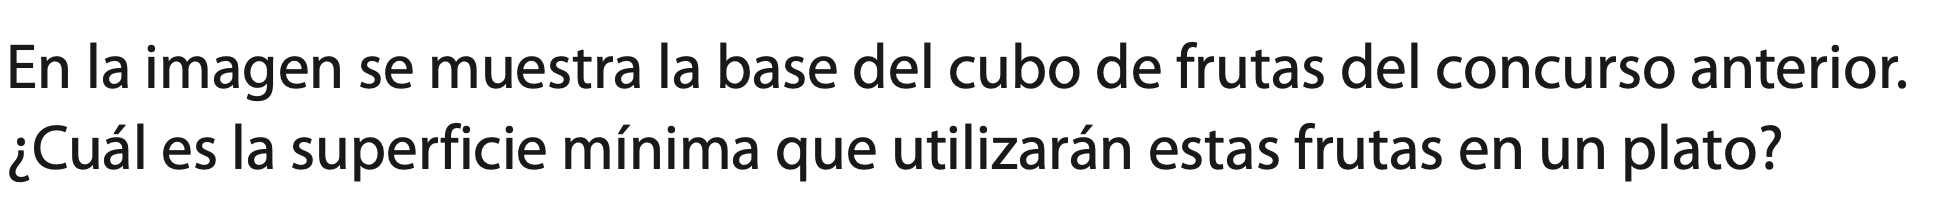 En la imagen se muestra la base del cubo de frutas del concurso anterior.
¿Cuál es la superficie mínima que utilizarán estas frutas en un plato?